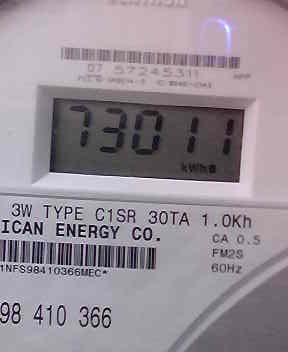 07 57245311
73011
kWh
3W TYPE C1SR 30TA 1.0Kh
ICAN ENERGY CO.
CA 0.5
FM2S
60Hz
1NFS98410366MEC*
98 410 366